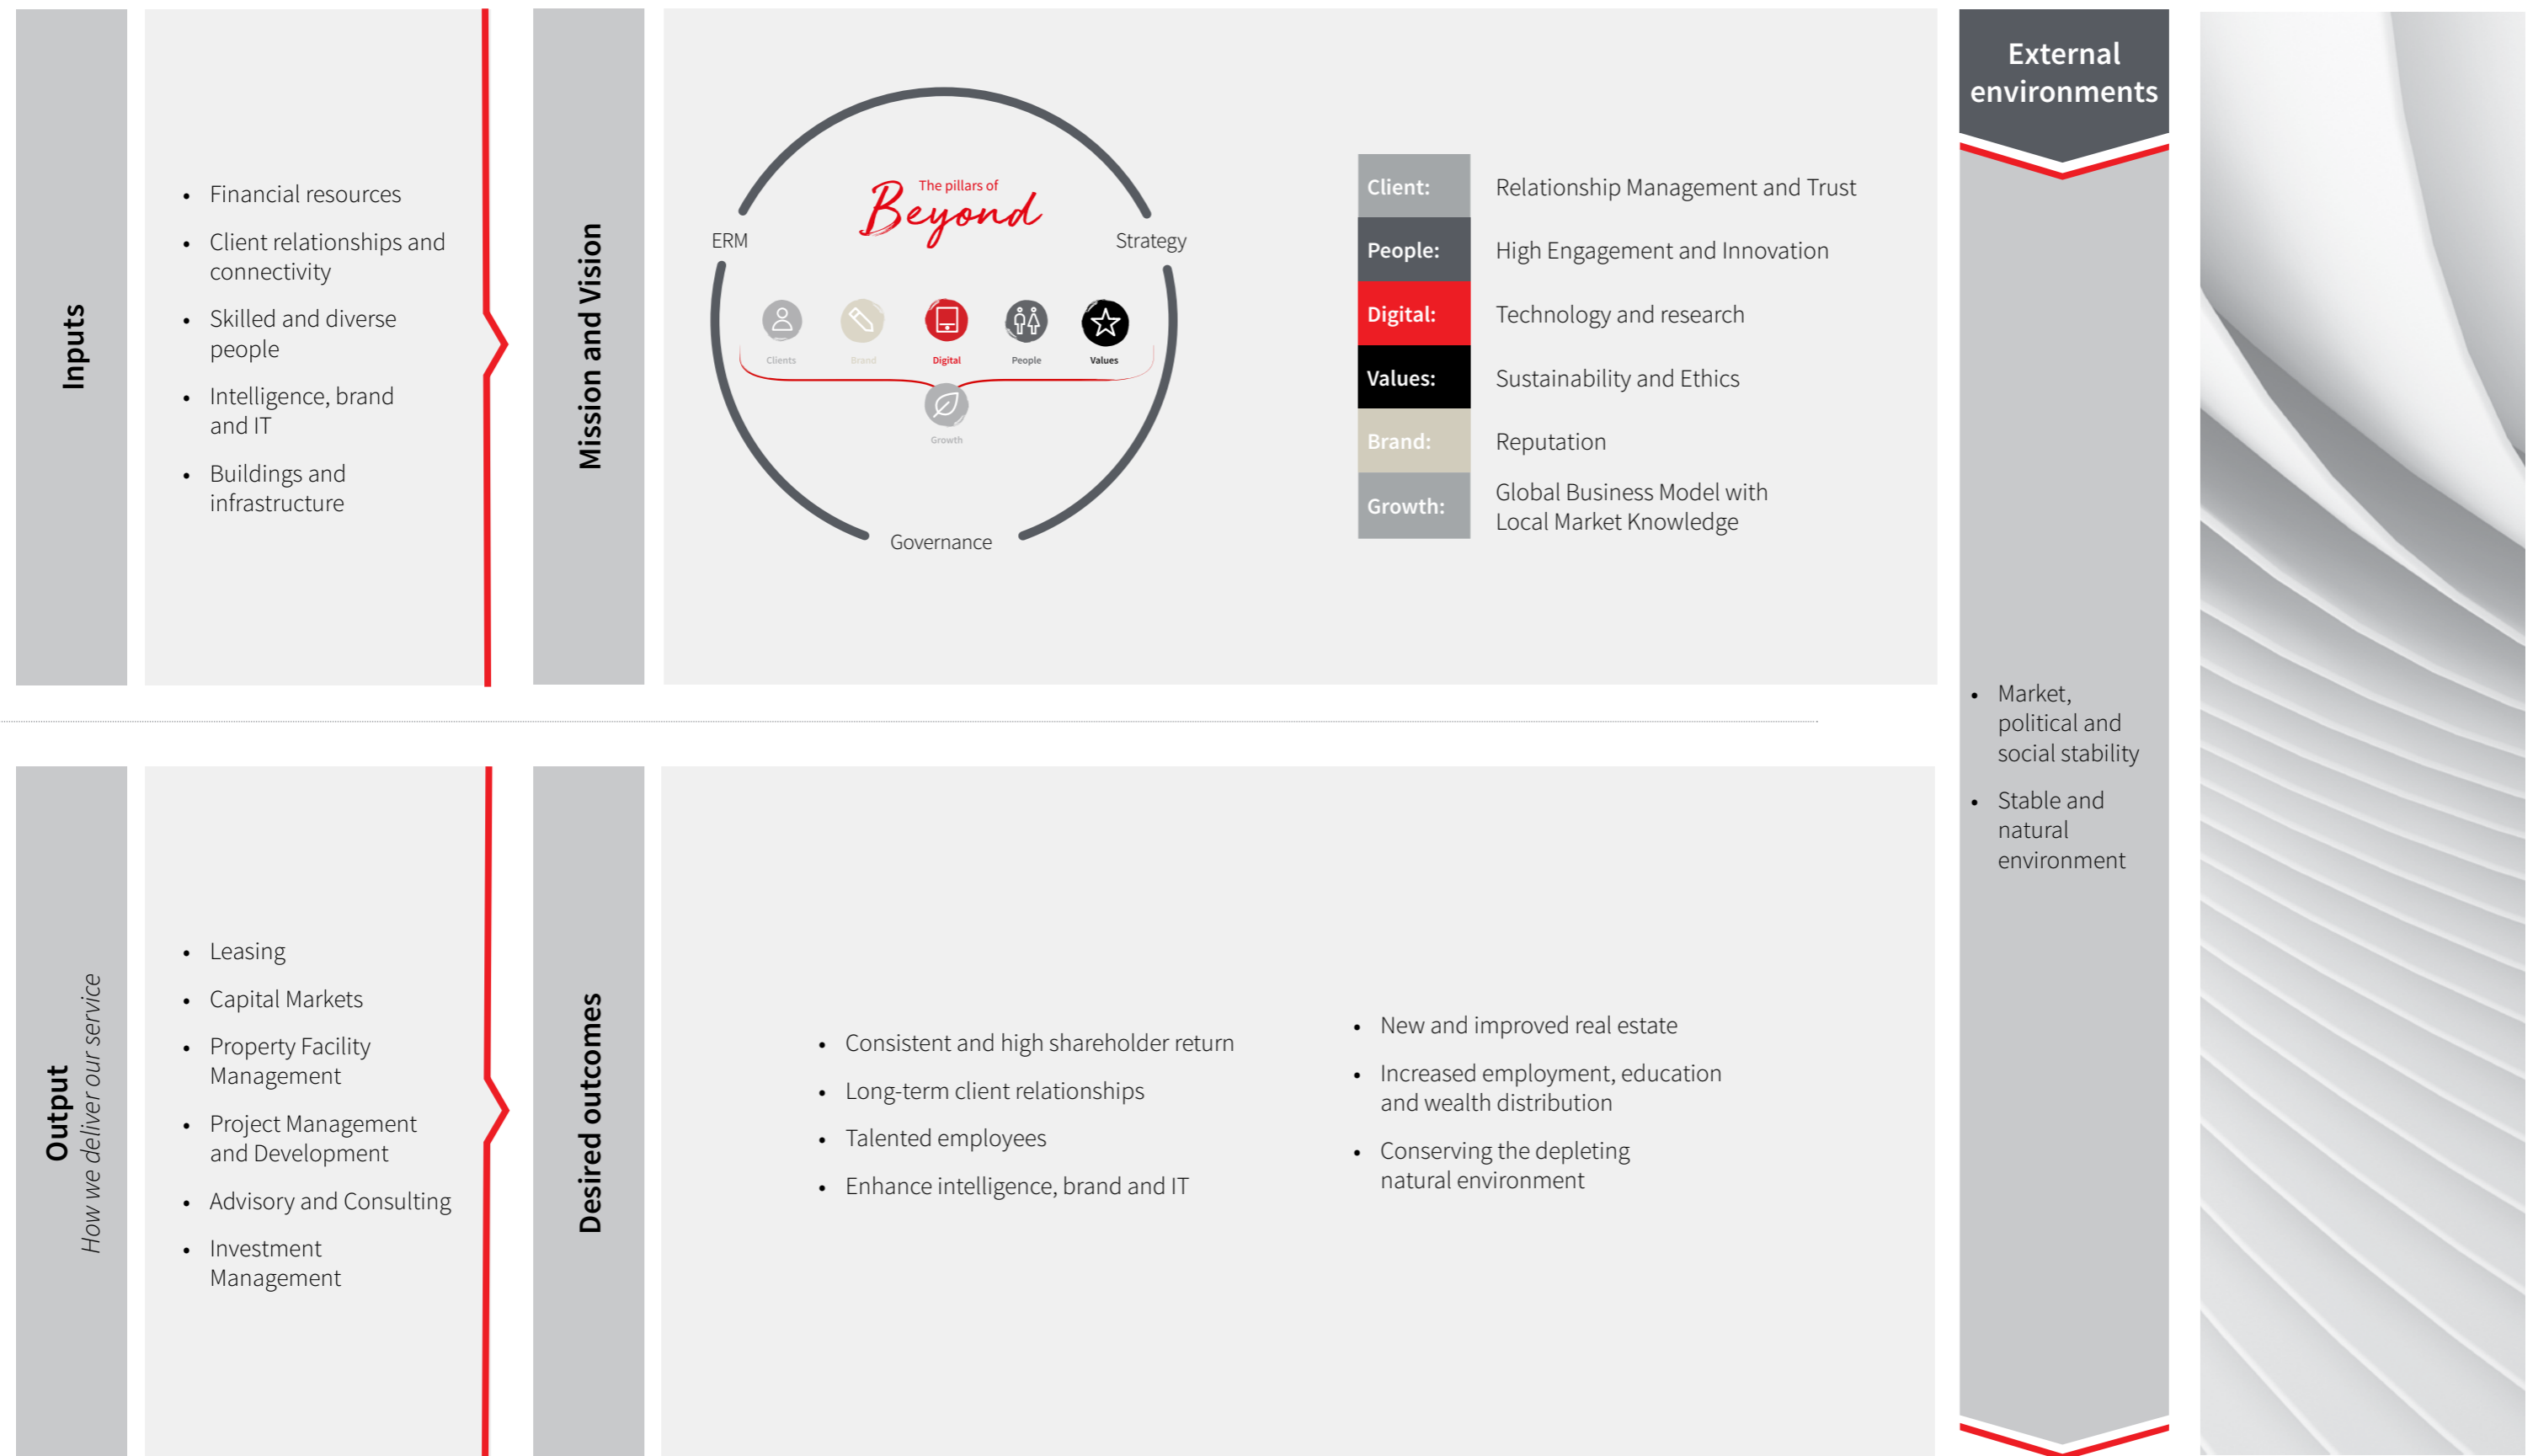 Inputs
• Financial resources
• Client relationships and
connectivity
• Skilled and diverse
people
• Intelligence, brand
and IT
• Buildings and
infrastructure
Mission and Vision
The pillars of
Beyond
ERM
Strategy
Clients
Brand
Digital
People
Values
Growth
Governance
Client: Relationship Management and Trust
People: High Engagement and Innovation
Digital: Technology and research
Values: Sustainability and Ethics
Brand: Reputation
Growth: Global Business Model with
Local Market Knowledge
Output
How we deliver our service
• Leasing
• Capital Markets
• Property Facility
Management
• Project Management
and Development
• Advisory and Consulting
• Investment
Management
Desired outcomes
• Consistent and high shareholder return
• Long-term client relationships
• Talented employees
• Enhance intelligence, brand and IT
• New and improved real estate
• Increased employment, education
and wealth distribution
• Conserving the depleting
natural environment
External
environments
• Market,
political and
social stability
• Stable and
natural
environment